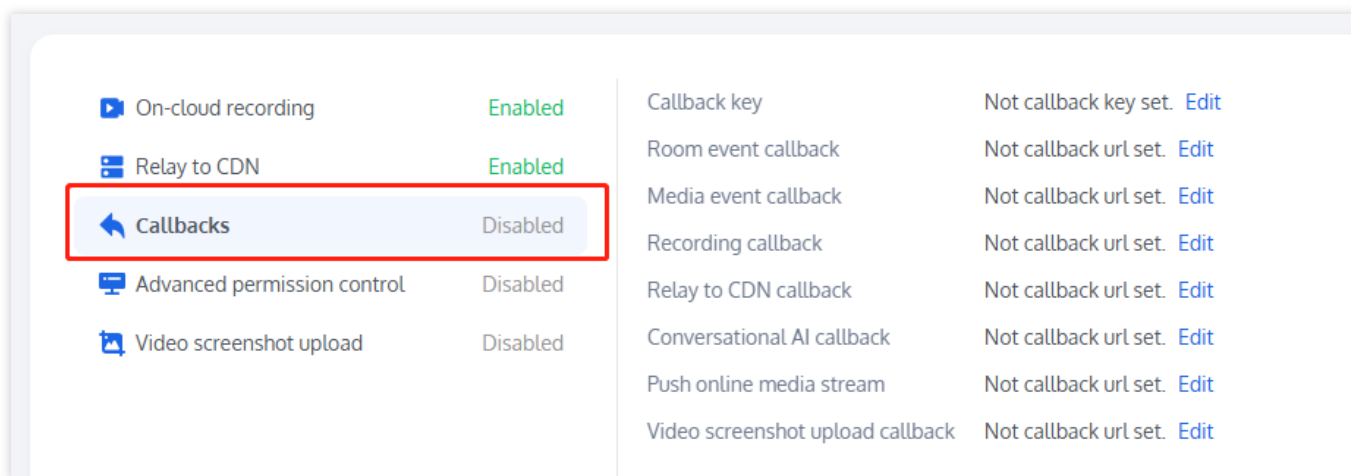 On-cloud recording Enabled
Relay to CDN Enabled
Callbacks Disabled
Advanced permission control Disabled
Video screenshot upload Disabled
Callback key Not callback key set. Edit
Room event callback Not callback url set. Edit
Media event callback Not callback url set. Edit
Recording callback Not callback url set. Edit
Relay to CDN callback Not callback url set. Edit
Conversational AI callback Not callback url set. Edit
Push online media stream Not callback url set. Edit
Video screenshot upload callback Not callback url set. Edit